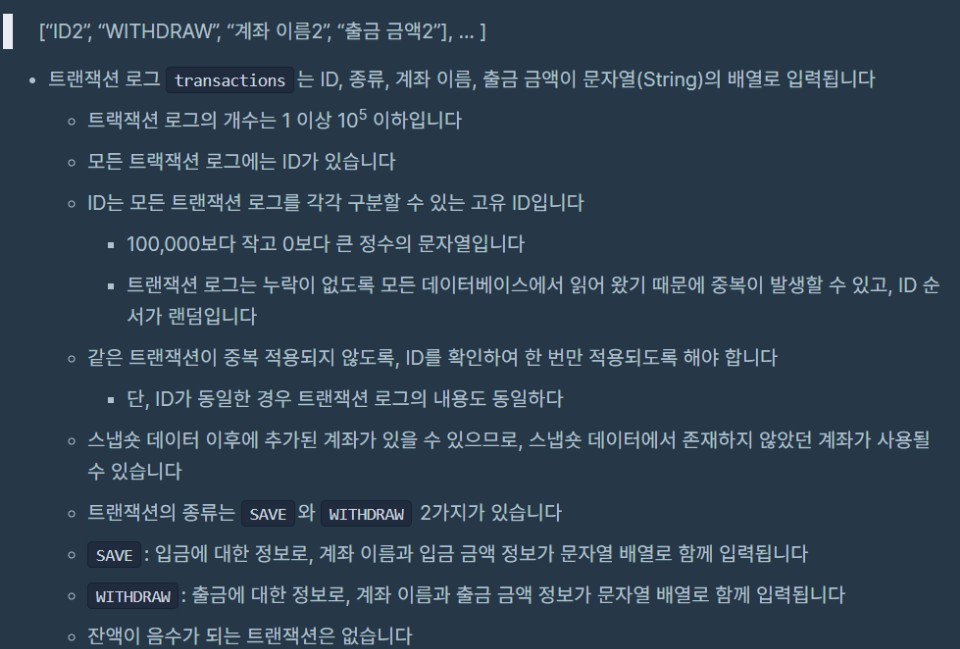 [“ID2”, “WITHDRAW”, “계좌 이름2”, “출금 금액2”], … ]
• 트랜잭션 로그 transactions 는 ID, 종류, 계좌 이름, 출금 금액이 문자열(String)의 배열로 입력됩니다
◦ 트랙잭션 로그의 개수는 1 이상 10⁵ 이하입니다
◦ 모든 트랙잭션 로그에는 ID가 있습니다
◦ ID는 모든 트랜잭션 로그를 각각 구분할 수 있는 고유 ID입니다
▪ 100,000보다 작고 0보다 큰 정수의 문자열입니다
▪ 트랜잭션 로그는 누락이 없도록 모든 데이터베이스에서 읽어 왔기 때문에 중복이 발생할 수 있고, ID 순
서가 랜덤입니다
◦ 같은 트랜잭션이 중복 적용되지 않도록, ID를 확인하여 한 번만 적용되도록 해야 합니다
▪ 단, ID가 동일한 경우 트랜잭션 로그의 내용도 동일하다
◦ 스냅숏 데이터 이후에 추가된 계좌가 있을 수 있으므로, 스냅숏 데이터에서 존재하지 않았던 계좌가 사용될
수 있습니다
◦ 트랜잭션의 종류는 SAVE 와 WITHDRAW 2가지가 있습니다
◦ SAVE : 입금에 대한 정보로, 계좌 이름과 입금 금액 정보가 문자열 배열로 함께 입력됩니다
◦ WITHDRAW : 출금에 대한 정보로, 계좌 이름과 출금 금액 정보가 문자열 배열로 함께 입력됩니다
◦ 잔액이 음수가 되는 트랜잭션은 없습니다